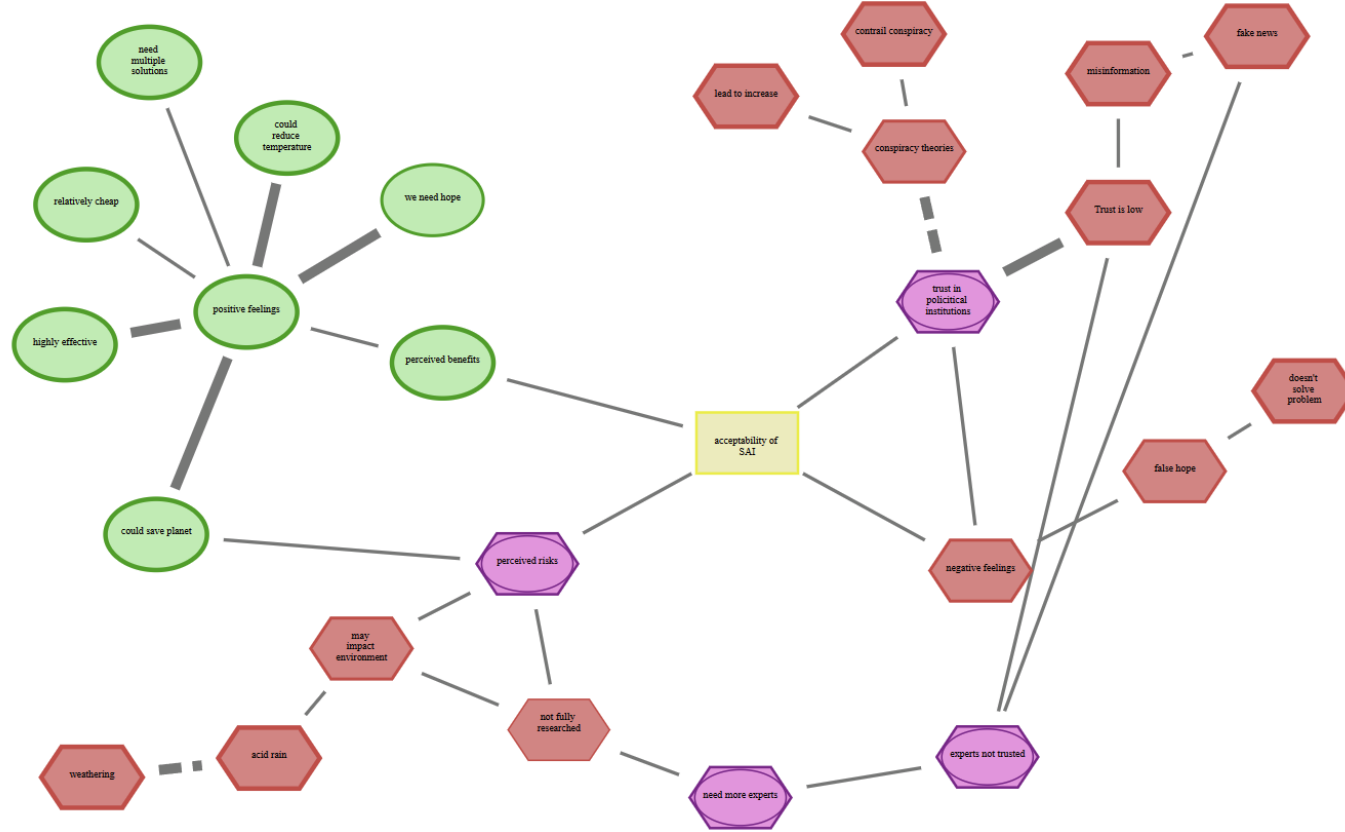 contrail conspiracy
fake news
need
multiple
solutions
misinformation
lead to increase
could
reduce
temperature
conspiracy theories
relatively cheap
we need hope
Trust is low
positive feelings
trust in
policitical
institutions
highly effective
perceived benefits
doesn't
solve
problem
acceptability of
SAI
false hope
could save planet
perceived risks
negative feelings
may
impact
environment
not fully
researched
acid rain
experts not trusted
weathering
need more experts